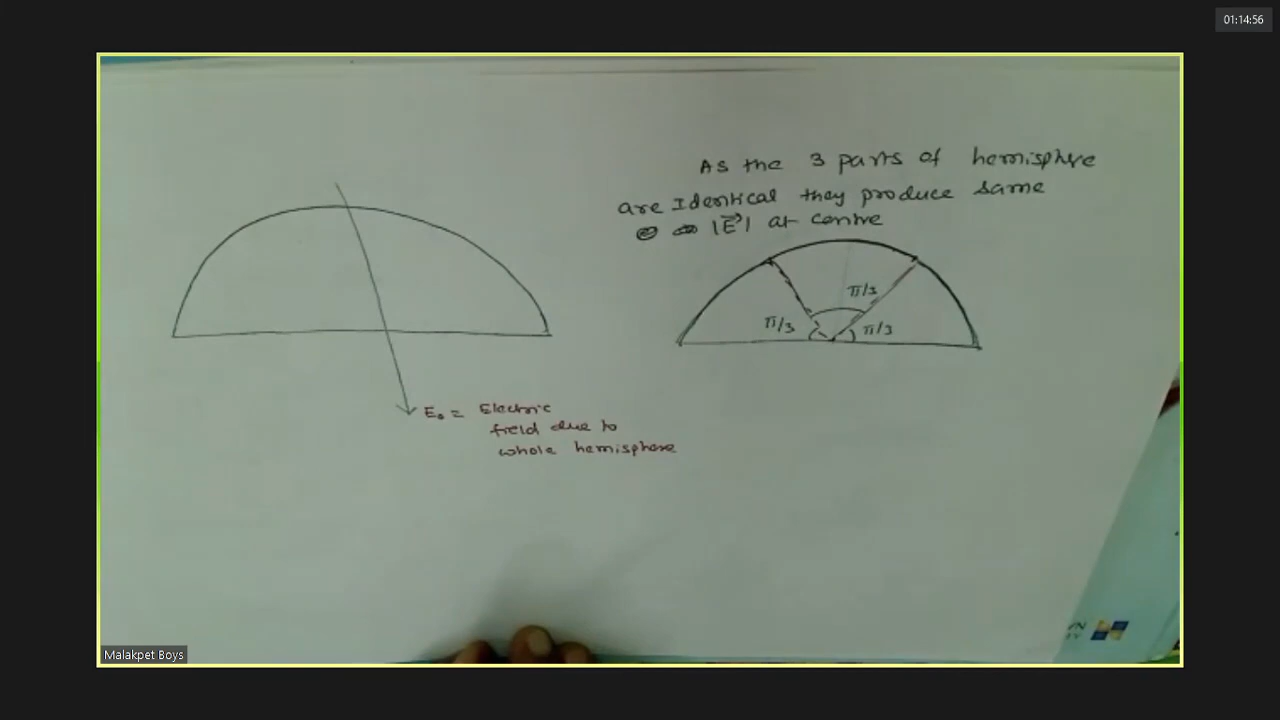 01:14:56
As the 3 parts of hemisphre
are Identical they produce same
|E⃗| at centre
π/3
π/3
π/3
E₀ = Electric
field due to
whole hemisphere
Malakpet Boys